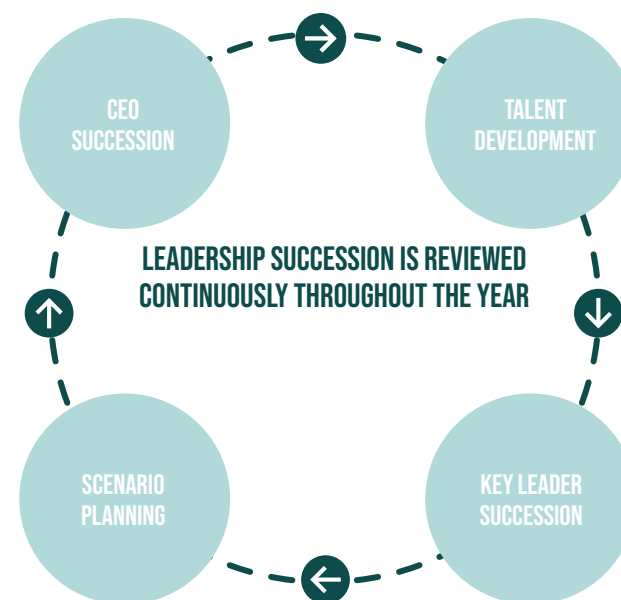 CEO
SUCCESSION
TALENT
DEVELOPMENT
LEADERSHIP SUCCESSION IS REVIEWED
CONTINUOUSLY THROUGHOUT THE YEAR
SCENARIO
PLANNING
KEY LEADER
SUCCESSION